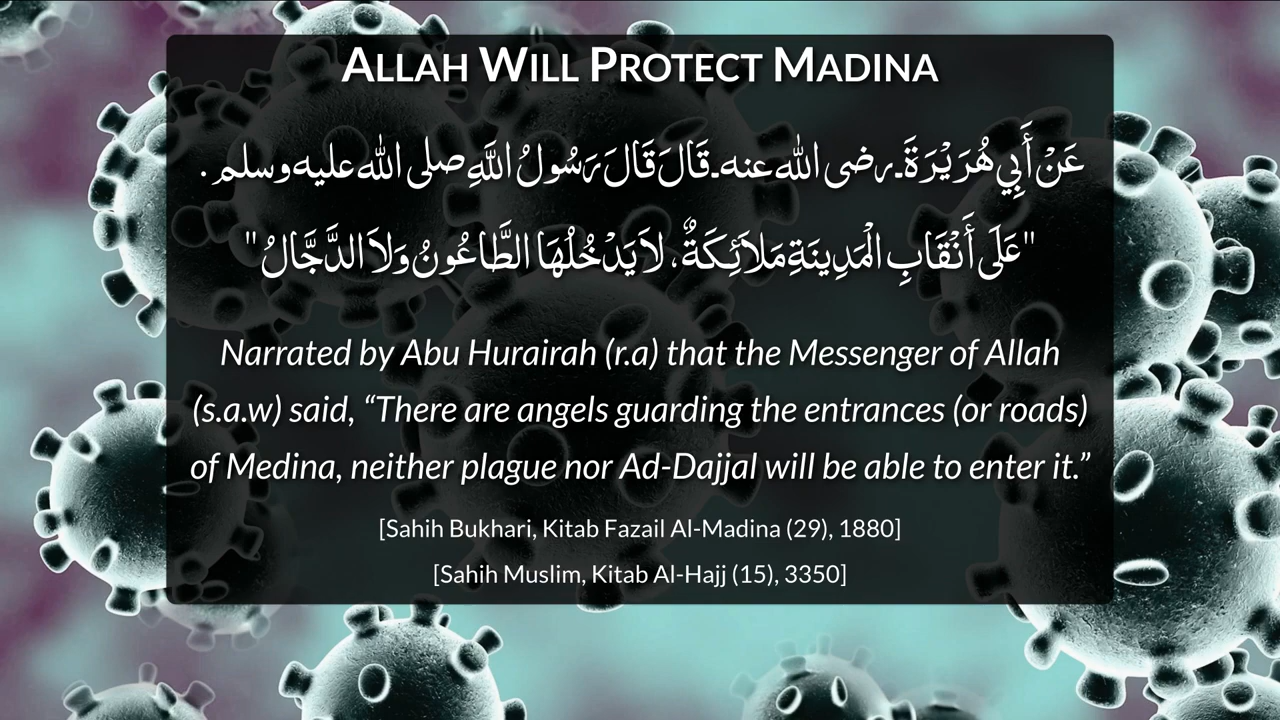 ALLAH WILL PROTECT MADINA
عَنْ أَبِي هُرَيْرَةَـ رضى الله عنه ـ قَالَ قَالَ رَسُولُ اللَّهِ صلى الله عليه وسلم .
"عَلَى أَنْقَابِ الْمَدِينَةِ مَلاَئِكَةٌ، لاَ يَدْخُلُهَا الطَّاعُونُ وَلاَ الدَّجَّالُ"
Narrated by Abu Hurairah (r.a) that the Messenger of Allah
(s.a.w) said, “There are angels guarding the entrances (or roads)
of Medina, neither plague nor Ad-Dajjal will be able to enter it.”
[Sahih Bukhari, Kitab Fazail Al-Madina (29), 1880]
[Sahih Muslim, Kitab Al-Hajj (15), 3350]